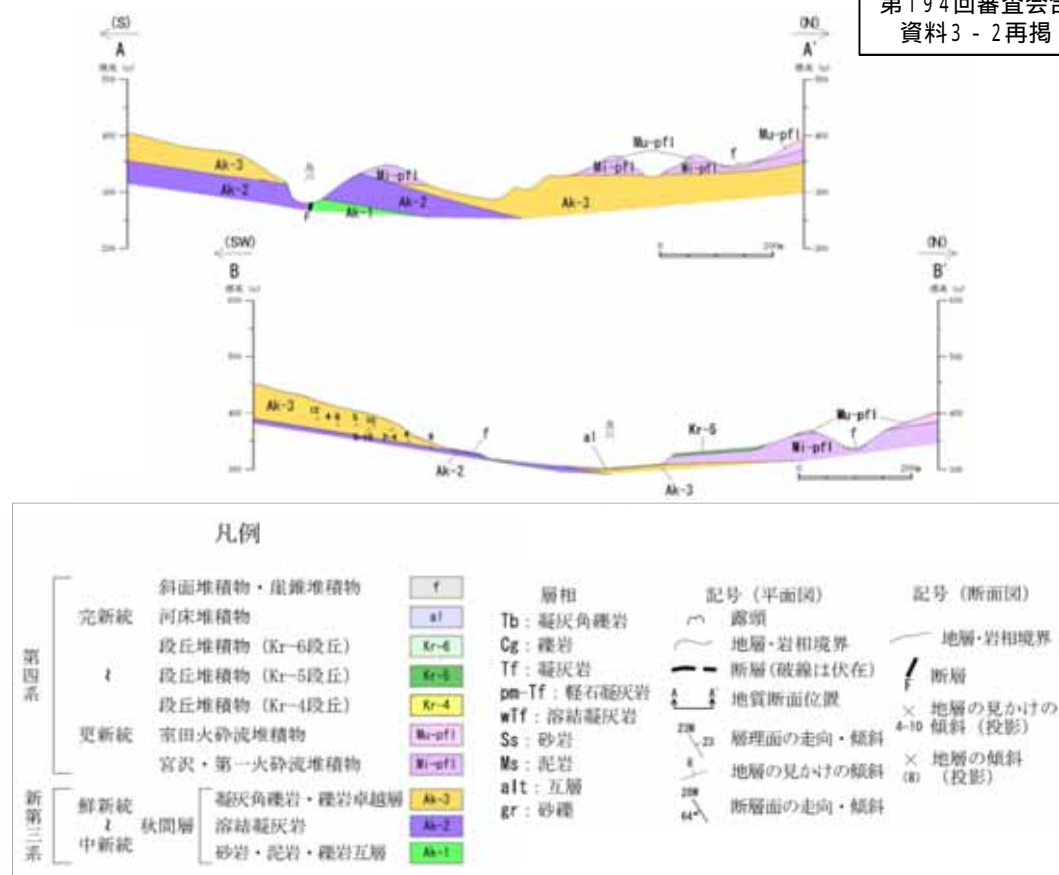 第194回審査会合
資料3-2再掲
(S)
A
(N)
A'
Ak-3
Ak-2
F
Ak-1
Mi-pfl
Ak-2
Ak-3
Mi-pfl
Mu-pfl
Mi-pfl
f
Mu-pfl
0
200m
(SW)
B
(N)
B'
Ak-3
f
Ak-2
al
Kr-5
Ak-3
Mi-pfl
Mu-pfl
f
0
200m
凡例
第四系
完新統
~
更新統
斜面堆積物・崖錐堆積物 f
河床堆積物 al
段丘堆積物 (Kr-6段丘) Kr-6
段丘堆積物 (Kr-5段丘) Kr-5
段丘堆積物 (Kr-4段丘) Kr-4
室田火砕流堆積物 Mu-pfl
宮沢・第一火砕流堆積物 Mi-pfl
新第三系
鮮新統
~
中新統
秋間層
凝灰角礫岩・礫岩卓越層 Ak-3
溶結凝灰岩 Ak-2
砂岩・泥岩・礫岩互層 Ak-1
層相
Tb:凝灰角礫岩
Cg:礫岩
Tf:凝灰岩
pm-Tf:軽石凝灰岩
wTf:溶結凝灰岩
Ss:砂岩
Ms:泥岩
alt:互層
gr:砂礫
記号(平面図)
露頭
地層・岩相境界
断層(破線は伏在)
A A' 地質断面位置
23 層理面の走向・傾斜
8 地層の見かけの傾斜
64 断層面の走向・傾斜
記号(断面図)
地層・岩相境界
F 断層
4-10 地層の見かけの傾斜(投影)
(8) 地層の傾斜(投影)